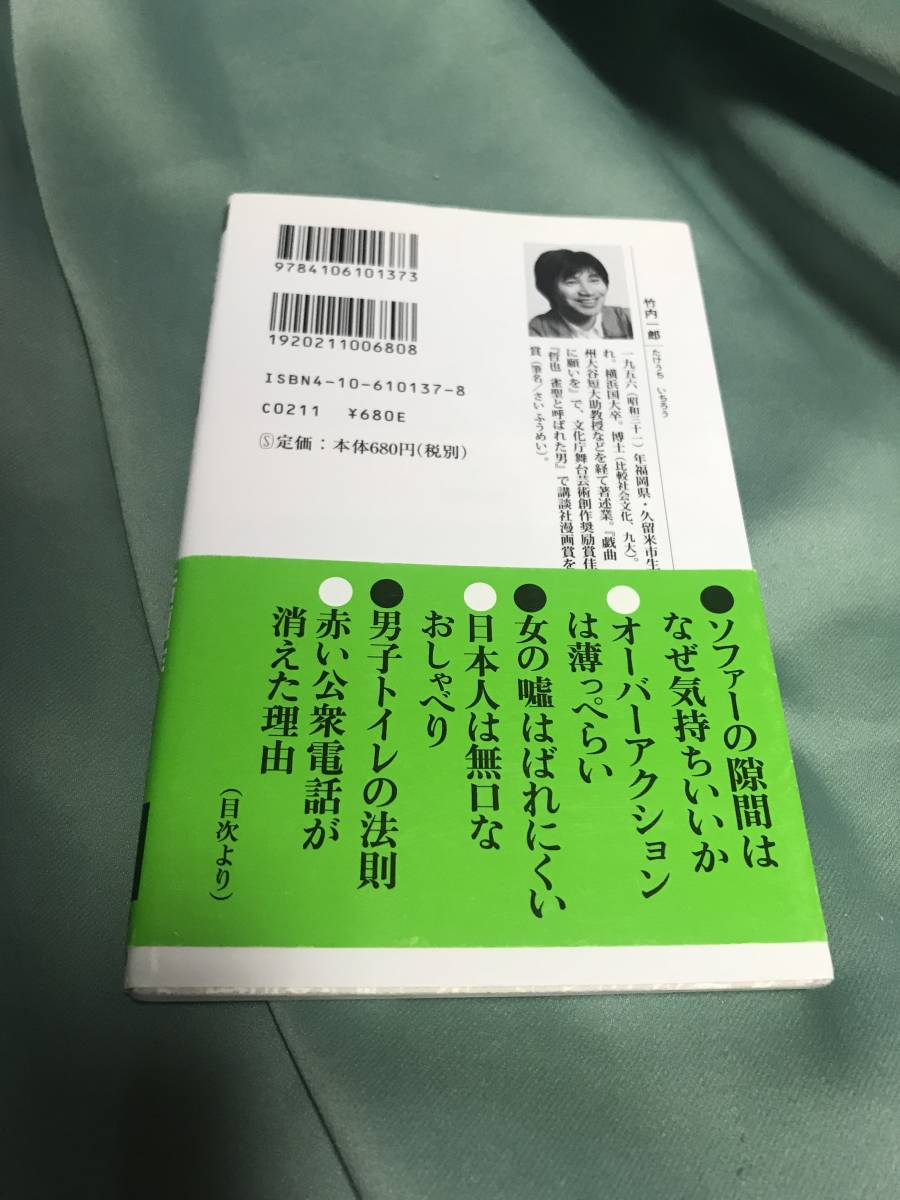 9784106101373
1920211006808
ISBN4-10-610137-8
C0211 ¥680E
Ⓢ定価：本体680円(税別)
竹内一郎 たけうち いちろう
一九五六（昭和三十一）年福岡県・久留米市生
れ。横浜国大卒。博士（比較社会文化、九大）。
州大谷短大助教授などを経て著述業。『戯曲
に願いを』で、文化庁舞台芸術創作奨励賞佳
『哲也 雀聖と呼ばれた男』で講談社漫画賞を
賞（筆名／さいふうめい）。
●ソファーの隙間は
なぜ気持ちいいか
●オーバーアクション
は薄っぺらい
●女の嘘はばれにくい
●日本人は無口な
おしゃべり
●男子トイレの法則
●赤い公衆電話が
消えた理由
（目次より）